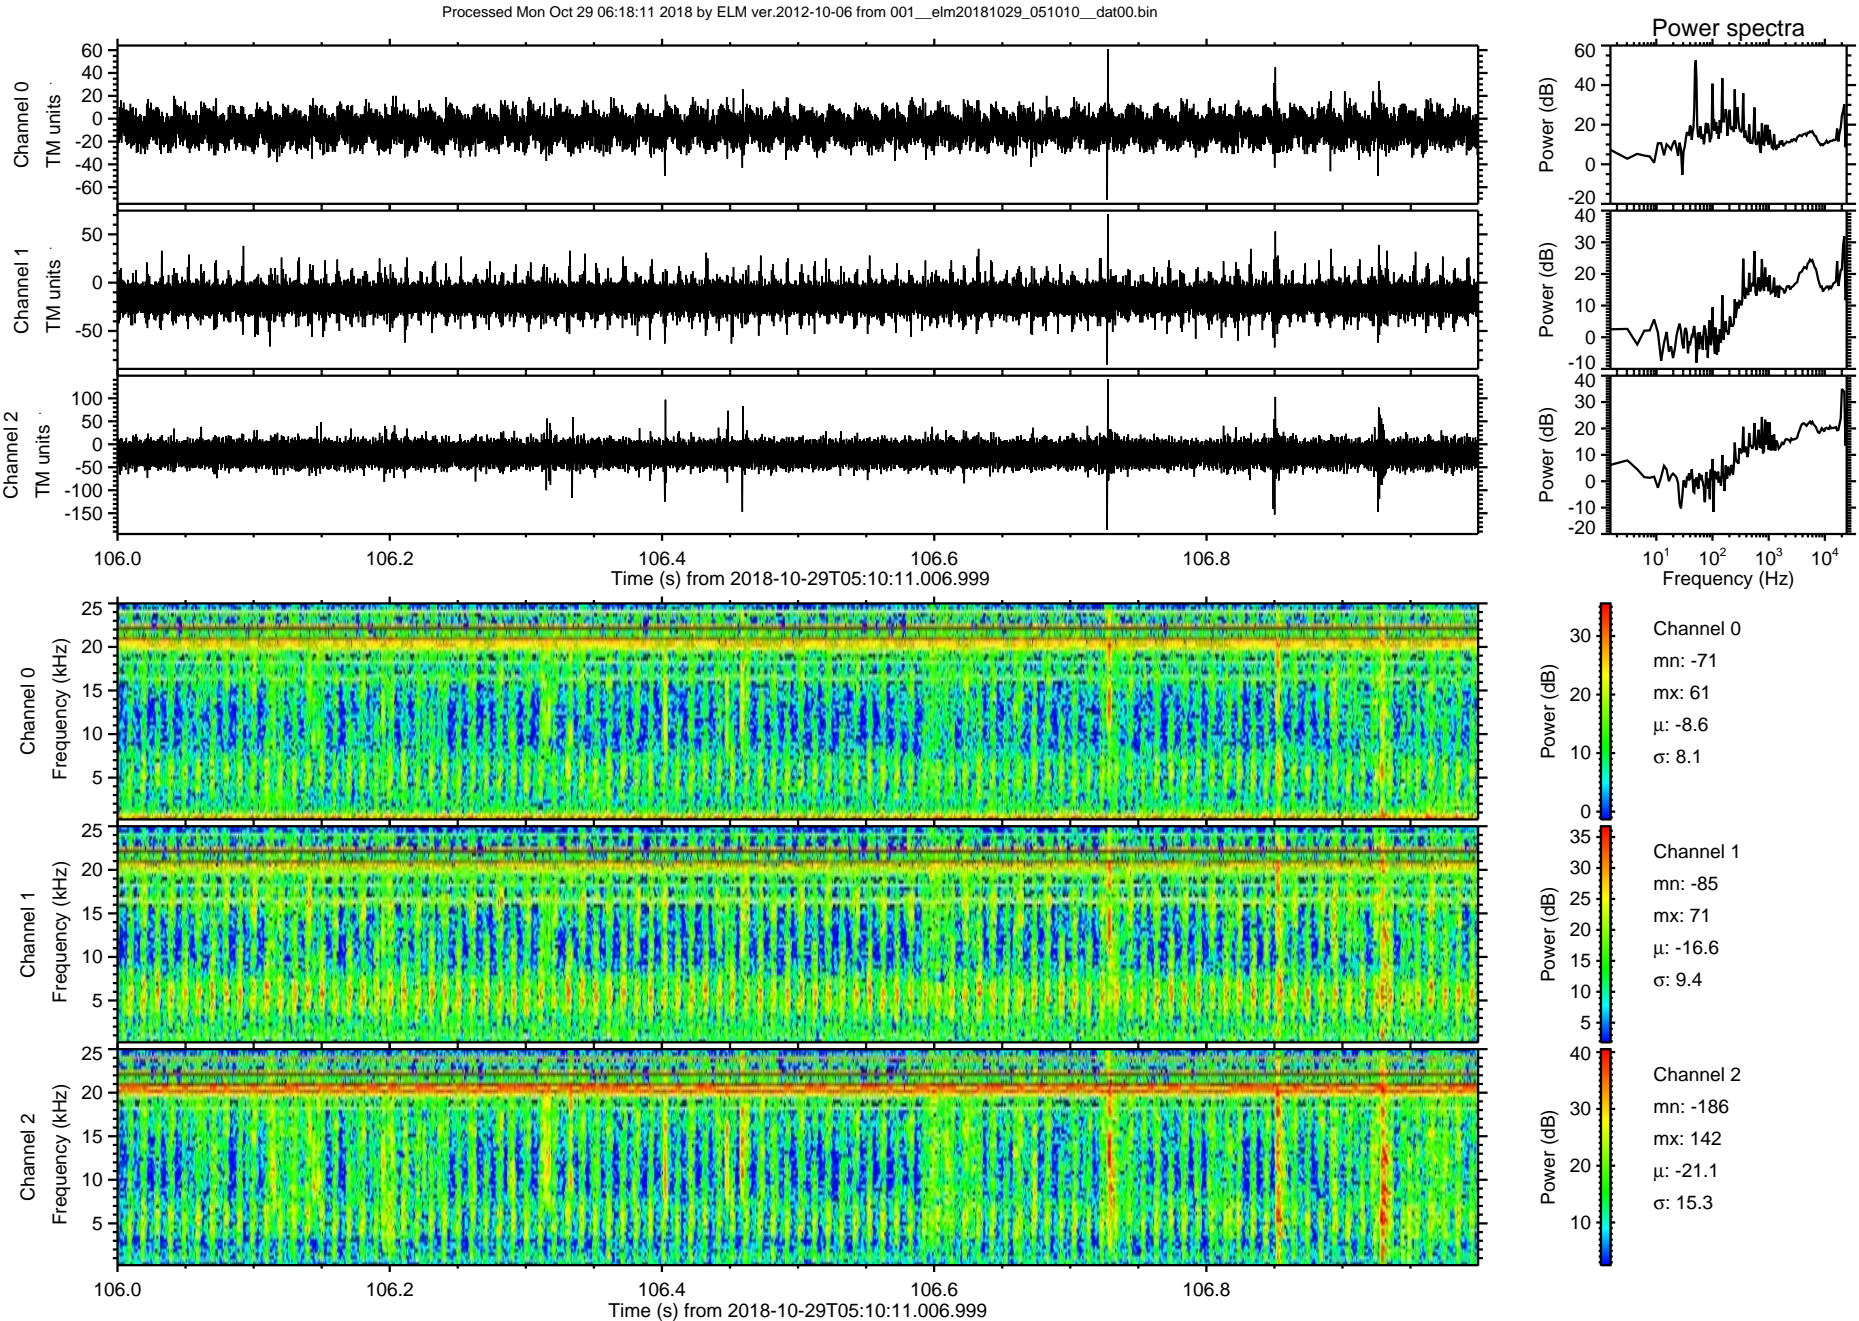 Processed Mon Oct 29 06:18:11 2018 by ELM ver.2012-10-06 from 001__elm20181029_051010__dat00.bin
Power spectra
Channel 0
TM units
60
40
20
0
-20
-40
-60
Power (dB)
60
40
20
0
-20
Channel 1
TM units
50
0
-50
Power (dB)
40
30
20
10
0
-10
Channel 2
TM units
100
50
0
-50
-100
-150
Power (dB)
40
30
20
10
0
-10
-20
106.0 106.2 106.4 106.6 106.8
Time (s) from 2018-10-29T05:10:11.006.999
10¹ 10² 10³ 10⁴
Frequency (Hz)
Channel 0
Frequency (kHz)
25
20
15
10
5
Power (dB)
30
20
10
0
Channel 0
mn: -71
mx: 61
µ: -8.6
σ: 8.1
Channel 1
Frequency (kHz)
25
20
15
10
5
Power (dB)
35
30
25
20
15
10
5
Channel 1
mn: -85
mx: 71
µ: -16.6
σ: 9.4
Channel 2
Frequency (kHz)
25
20
15
10
5
Power (dB)
40
30
20
10
Channel 2
mn: -186
mx: 142
µ: -21.1
σ: 15.3
106.0 106.2 106.4 106.6 106.8
Time (s) from 2018-10-29T05:10:11.006.999